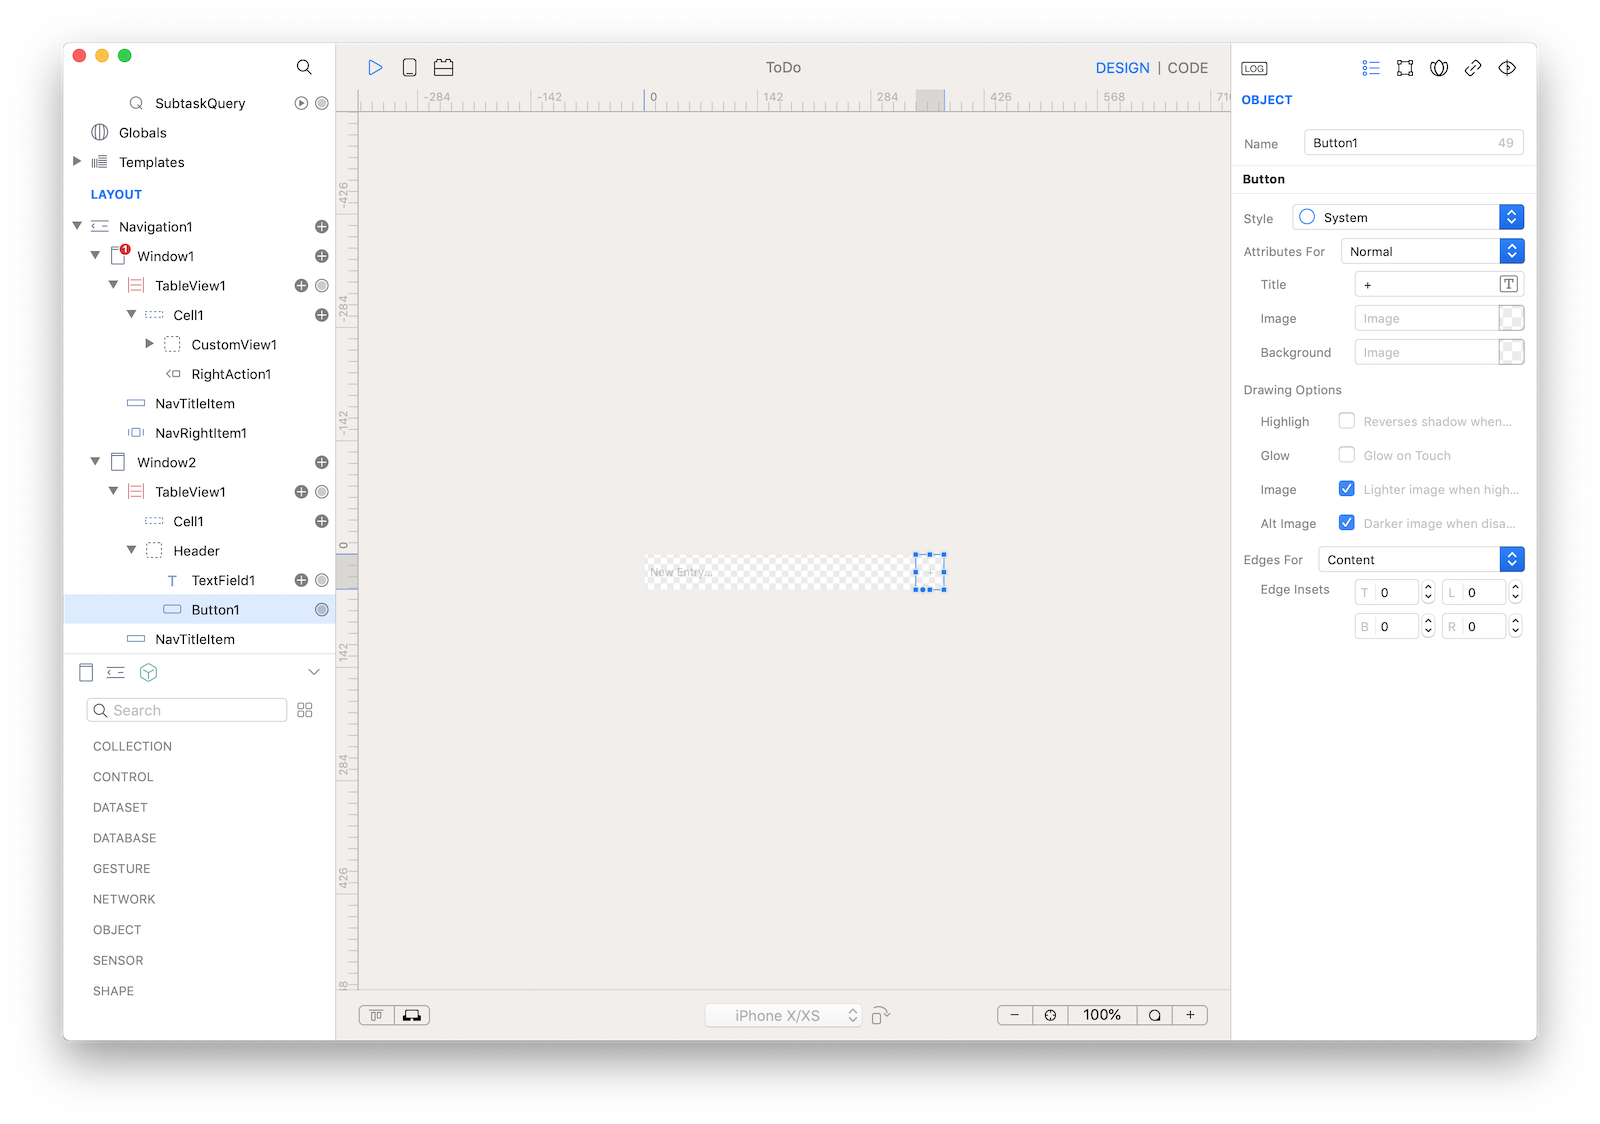 SubtaskQuery
Globals
Templates
LAYOUT
Navigation1
1
Window1
TableView1
Cell1
CustomView1
RightAction1
NavTitleItem
NavRightItem1
Window2
TableView1
Cell1
Header
TextField1
Button1
NavTitleItem
Search
COLLECTION
CONTROL
DATASET
DATABASE
GESTURE
NETWORK
OBJECT
SENSOR
SHAPE
ToDo
DESIGN | CODE
-284 -142 0 142 284 426 568 710
-426
-284
-142
0
142
284
426
New Entry...
+
iPhone X/XS
− 100% +
LOG
OBJECT
Name Button1 49
Button
Style System
Attributes For Normal
Title +
Image Image
Background Image
Drawing Options
Highligh Reverses shadow when...
Glow Glow on Touch
Image Lighter image when high...
Alt Image Darker image when disa...
Edges For Content
Edge Insets T 0 L 0
B 0 R 0